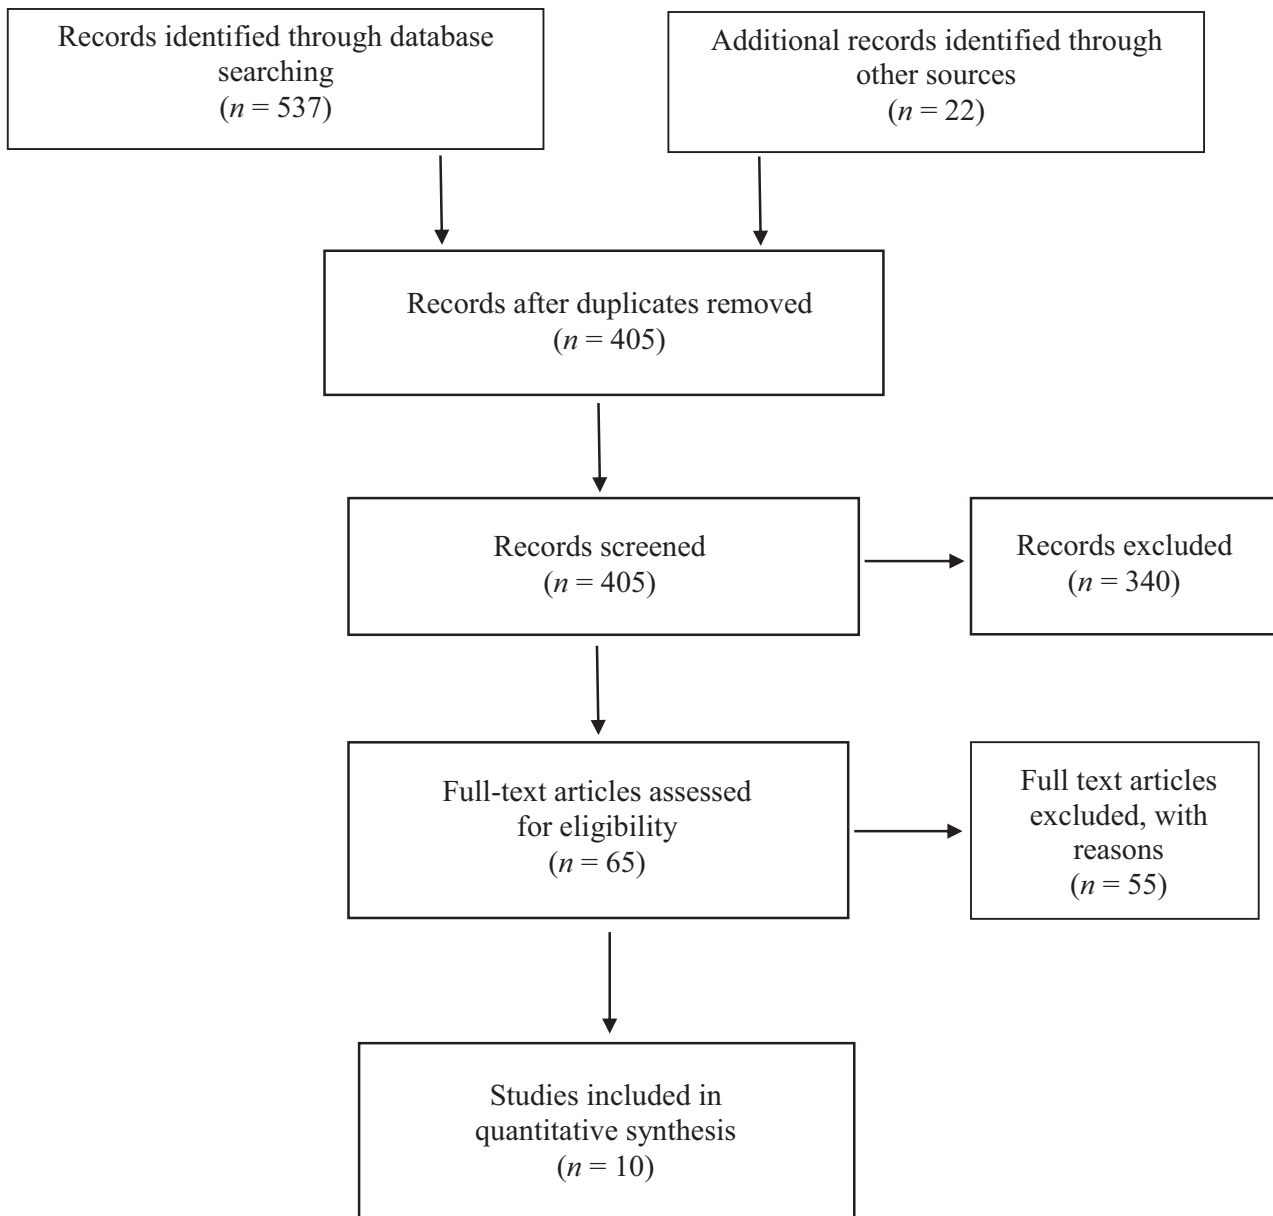 Records identified through database
searching
(n = 537)
Additional records identified through
other sources
(n = 22)
Records after duplicates removed
(n = 405)
Records screened
(n = 405)
Records excluded
(n = 340)
Full-text articles assessed
for eligibility
(n = 65)
Full text articles
excluded, with
reasons
(n = 55)
Studies included in
quantitative synthesis
(n = 10)